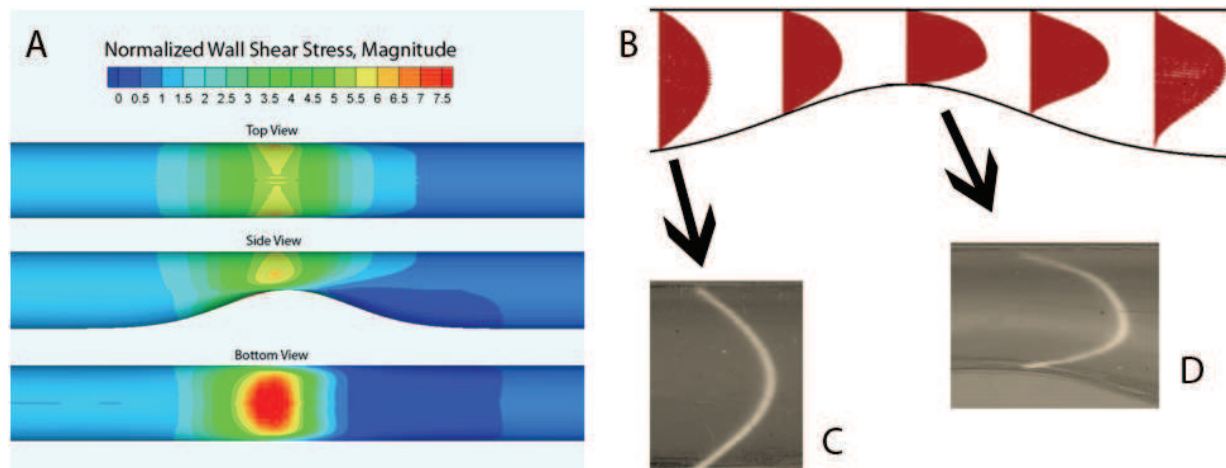 A
Normalized Wall Shear Stress, Magnitude
0 0.5 1 1.5 2 2.5 3 3.5 4 4.5 5 5.5 6 6.5 7 7.5
Top View
Side View
Bottom View
B
C
D